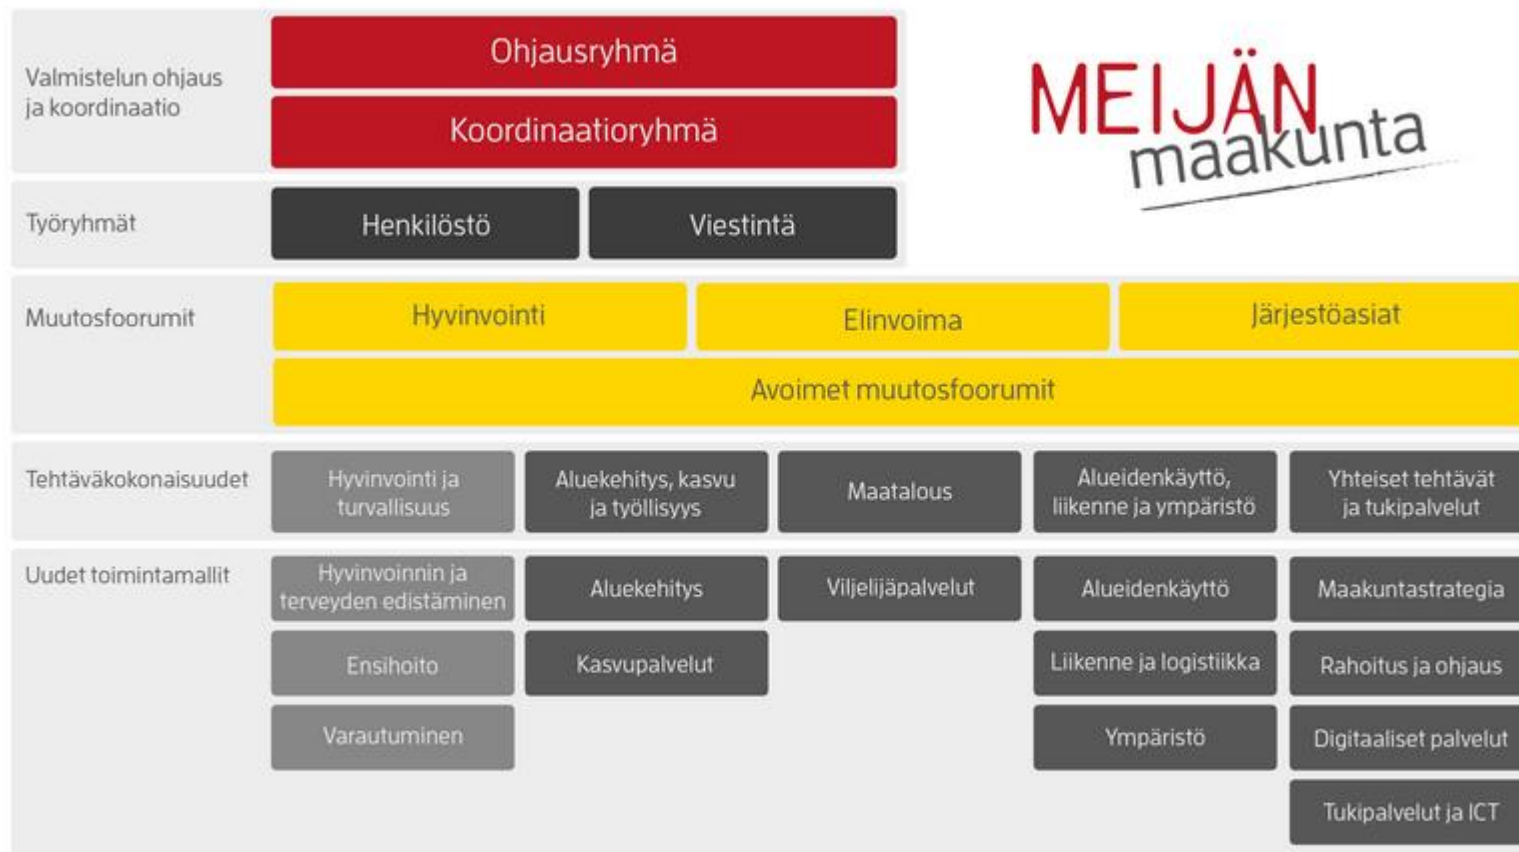 Valmistelun ohjaus
ja koordinaatio
Ohjausryhmä
Koordinaatioryhmä
MEIJÄN
maakunta
Työryhmät
Henkilöstö
Viestintä
Muutosfoorumit
Hyvinvointi
Elinvoima
Järjestöasiat
Avoimet muutosfoorumit
Tehtäväkokonaisuudet
Hyvinvointi ja
turvallisuus
Aluekehitys, kasvu
ja työllisyys
Maatalous
Alueidenkäyttö,
liikenne ja ympäristö
Yhteiset tehtävät
ja tukipalvelut
Uudet toimintamallit
Hyvinvoinnin ja
terveyden edistäminen
Aluekehitys
Viljelijäpalvelut
Alueidenkäyttö
Maakuntastrategia
Ensihoito
Kasvupalvelut
Liikenne ja logistiikka
Rahoitus ja ohjaus
Varautuminen
Ympäristö
Digitaaliset palvelut
Tukipalvelut ja ICT